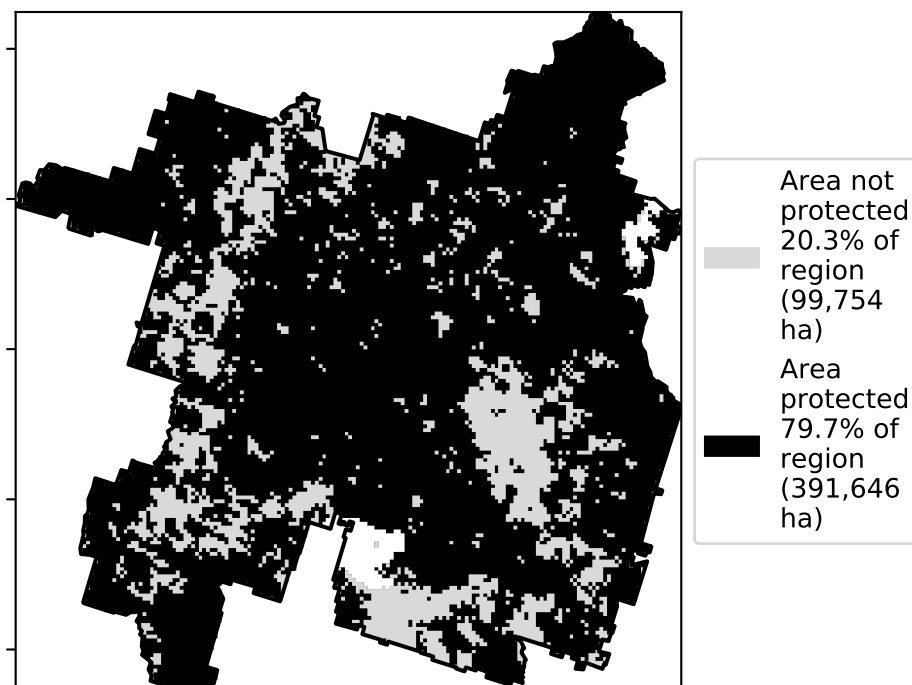 Area not
protected
20.3% of
region
(99,754
ha)
Area
protected
79.7% of
region
(391,646
ha)